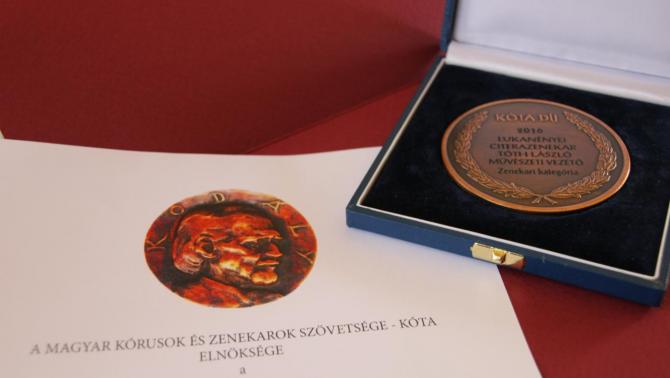 KODÁLY
A MAGYAR KÓRUSOK ÉS ZENEKAROK SZÖVETSÉGE - KÓTA
ELNÖKSÉGE
a
KÓTA DÍJ
2016
LUKANÉNYEI
CITERAZENEKAR
TÓTH LÁSZLÓ
MŰVÉSZETI VEZETŐ
Zenekari kategória